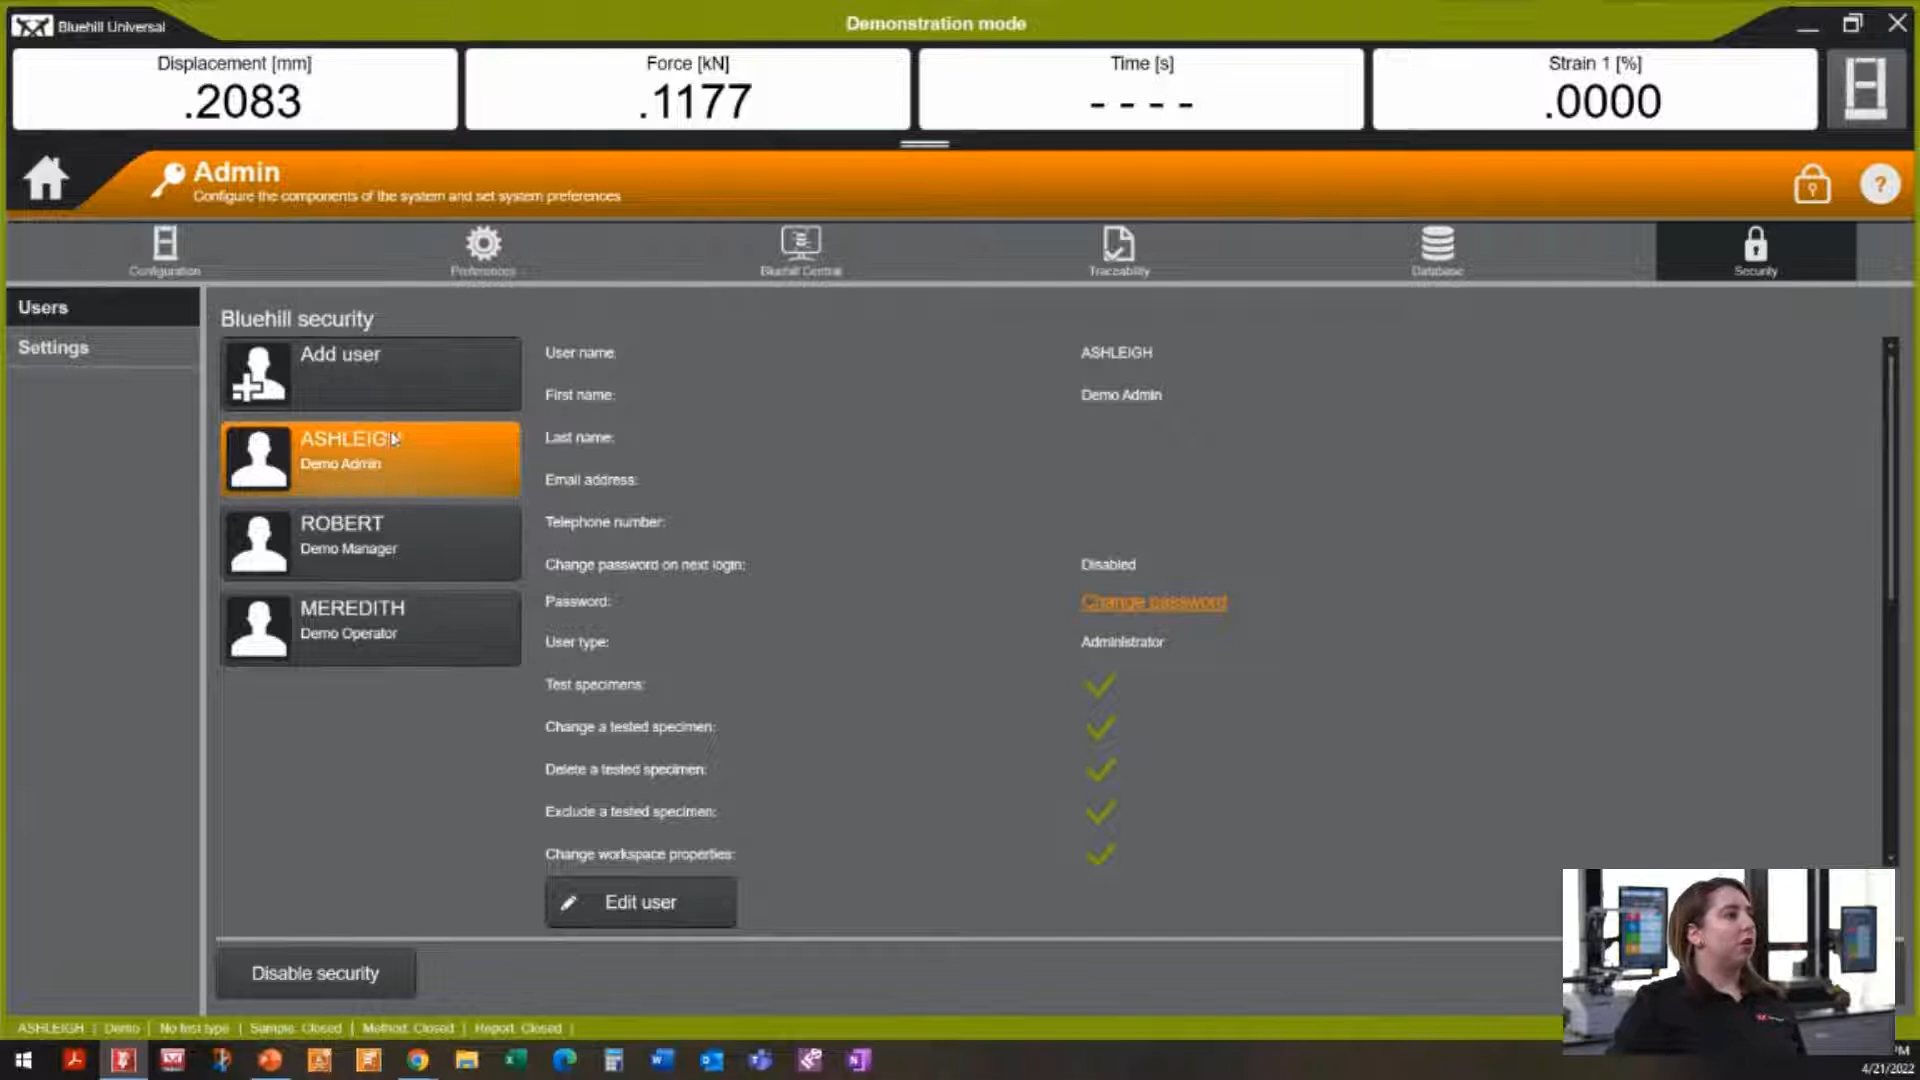 Bluehill Universal
Demonstration mode
Displacement [mm]
.2083
Force [kN]
.1177
Time [s]
- - - -
Strain 1 [%]
.0000
Admin
Configure the components of the system and set system preferences
?
Configuration
Preferences
Bluehill Central
Traceability
Database
Security
Users
Settings
Bluehill security
Add user
ASHLEIGH
Demo Admin
ROBERT
Demo Manager
MEREDITH
Demo Operator
User name:
ASHLEIGH
First name:
Demo Admin
Last name:
Email address:
Telephone number:
Change password on next login:
Disabled
Password:
Change password
User type:
Administrator
Test specimens:
Change a tested specimen:
Delete a tested specimen:
Exclude a tested specimen:
Change workspace properties:
Edit user
Disable security
ASHLEIGH | Demo | No test type | Sample: Closed | Method: Closed | Report: Closed |
PM
4/21/2022